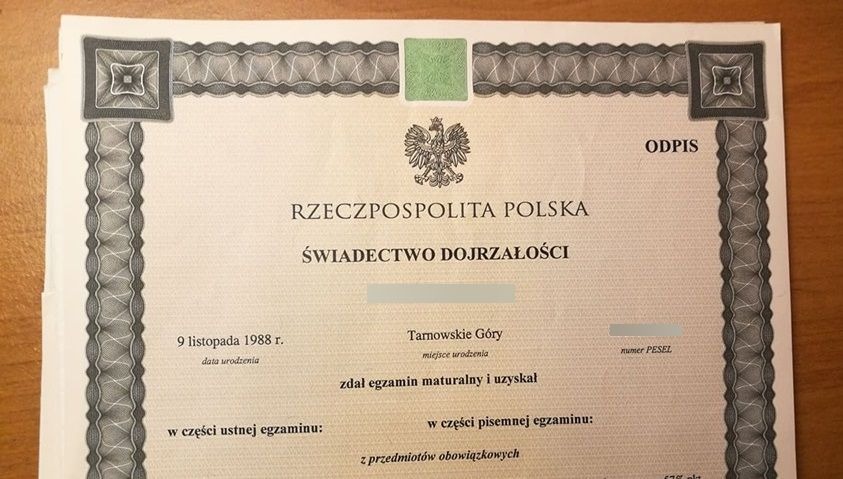 ODPIS
RZECZPOSPOLITA POLSKA
ŚWIADECTWO DOJRZAŁOŚCI
9 listopada 1988 r. Tarnowskie Góry
data urodzenia miejsce urodzenia numer PESEL
zdał egzamin maturalny i uzyskał
w części ustnej egzaminu: w części pisemnej egzaminu:
z przedmiotów obowiązkowych